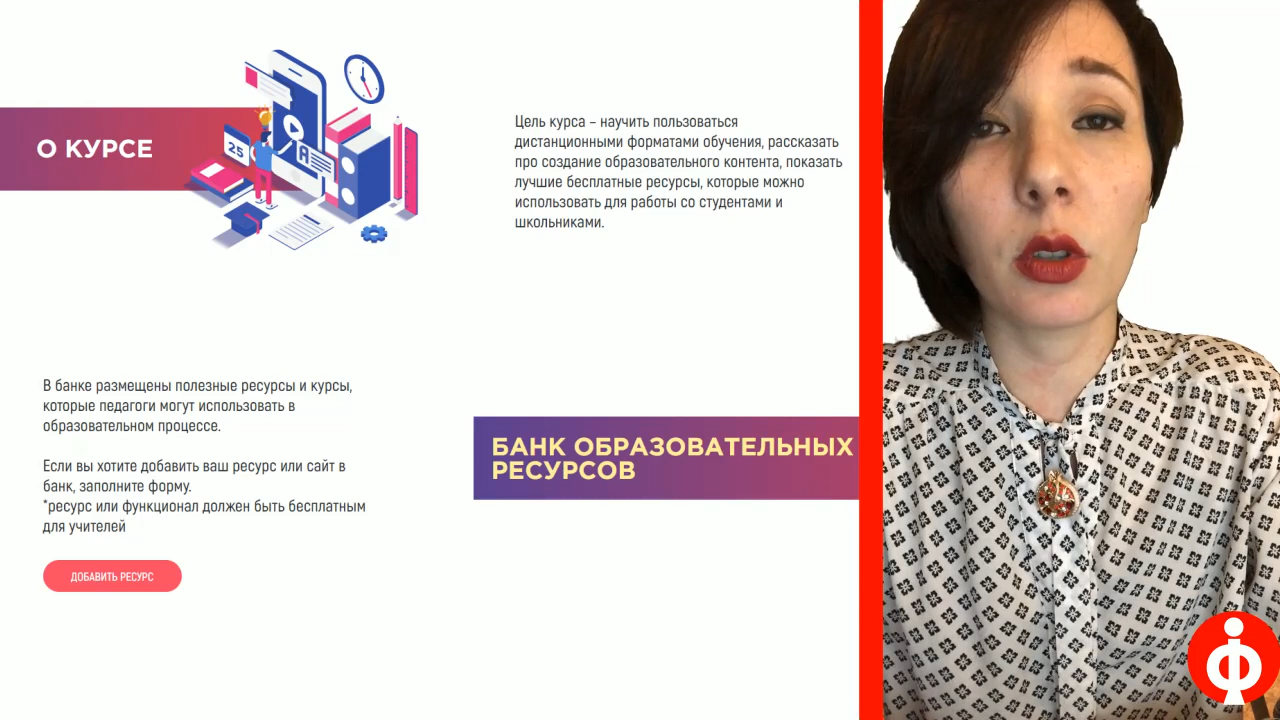 О КУРСЕ
25
Цель курса – научить пользоваться
дистанционными форматами обучения, рассказать
про создание образовательного контента, показать
лучшие бесплатные ресурсы, которые можно
использовать для работы со студентами и
школьниками.
В банке размещены полезные ресурсы и курсы,
которые педагоги могут использовать в
образовательном процессе.
Если вы хотите добавить ваш ресурс или сайт в
банк, заполните форму.
*ресурс или функционал должен быть бесплатным
для учителей
ДОБАВИТЬ РЕСУРС
БАНК ОБРАЗОВАТЕЛЬНЫХ
РЕСУРСОВ